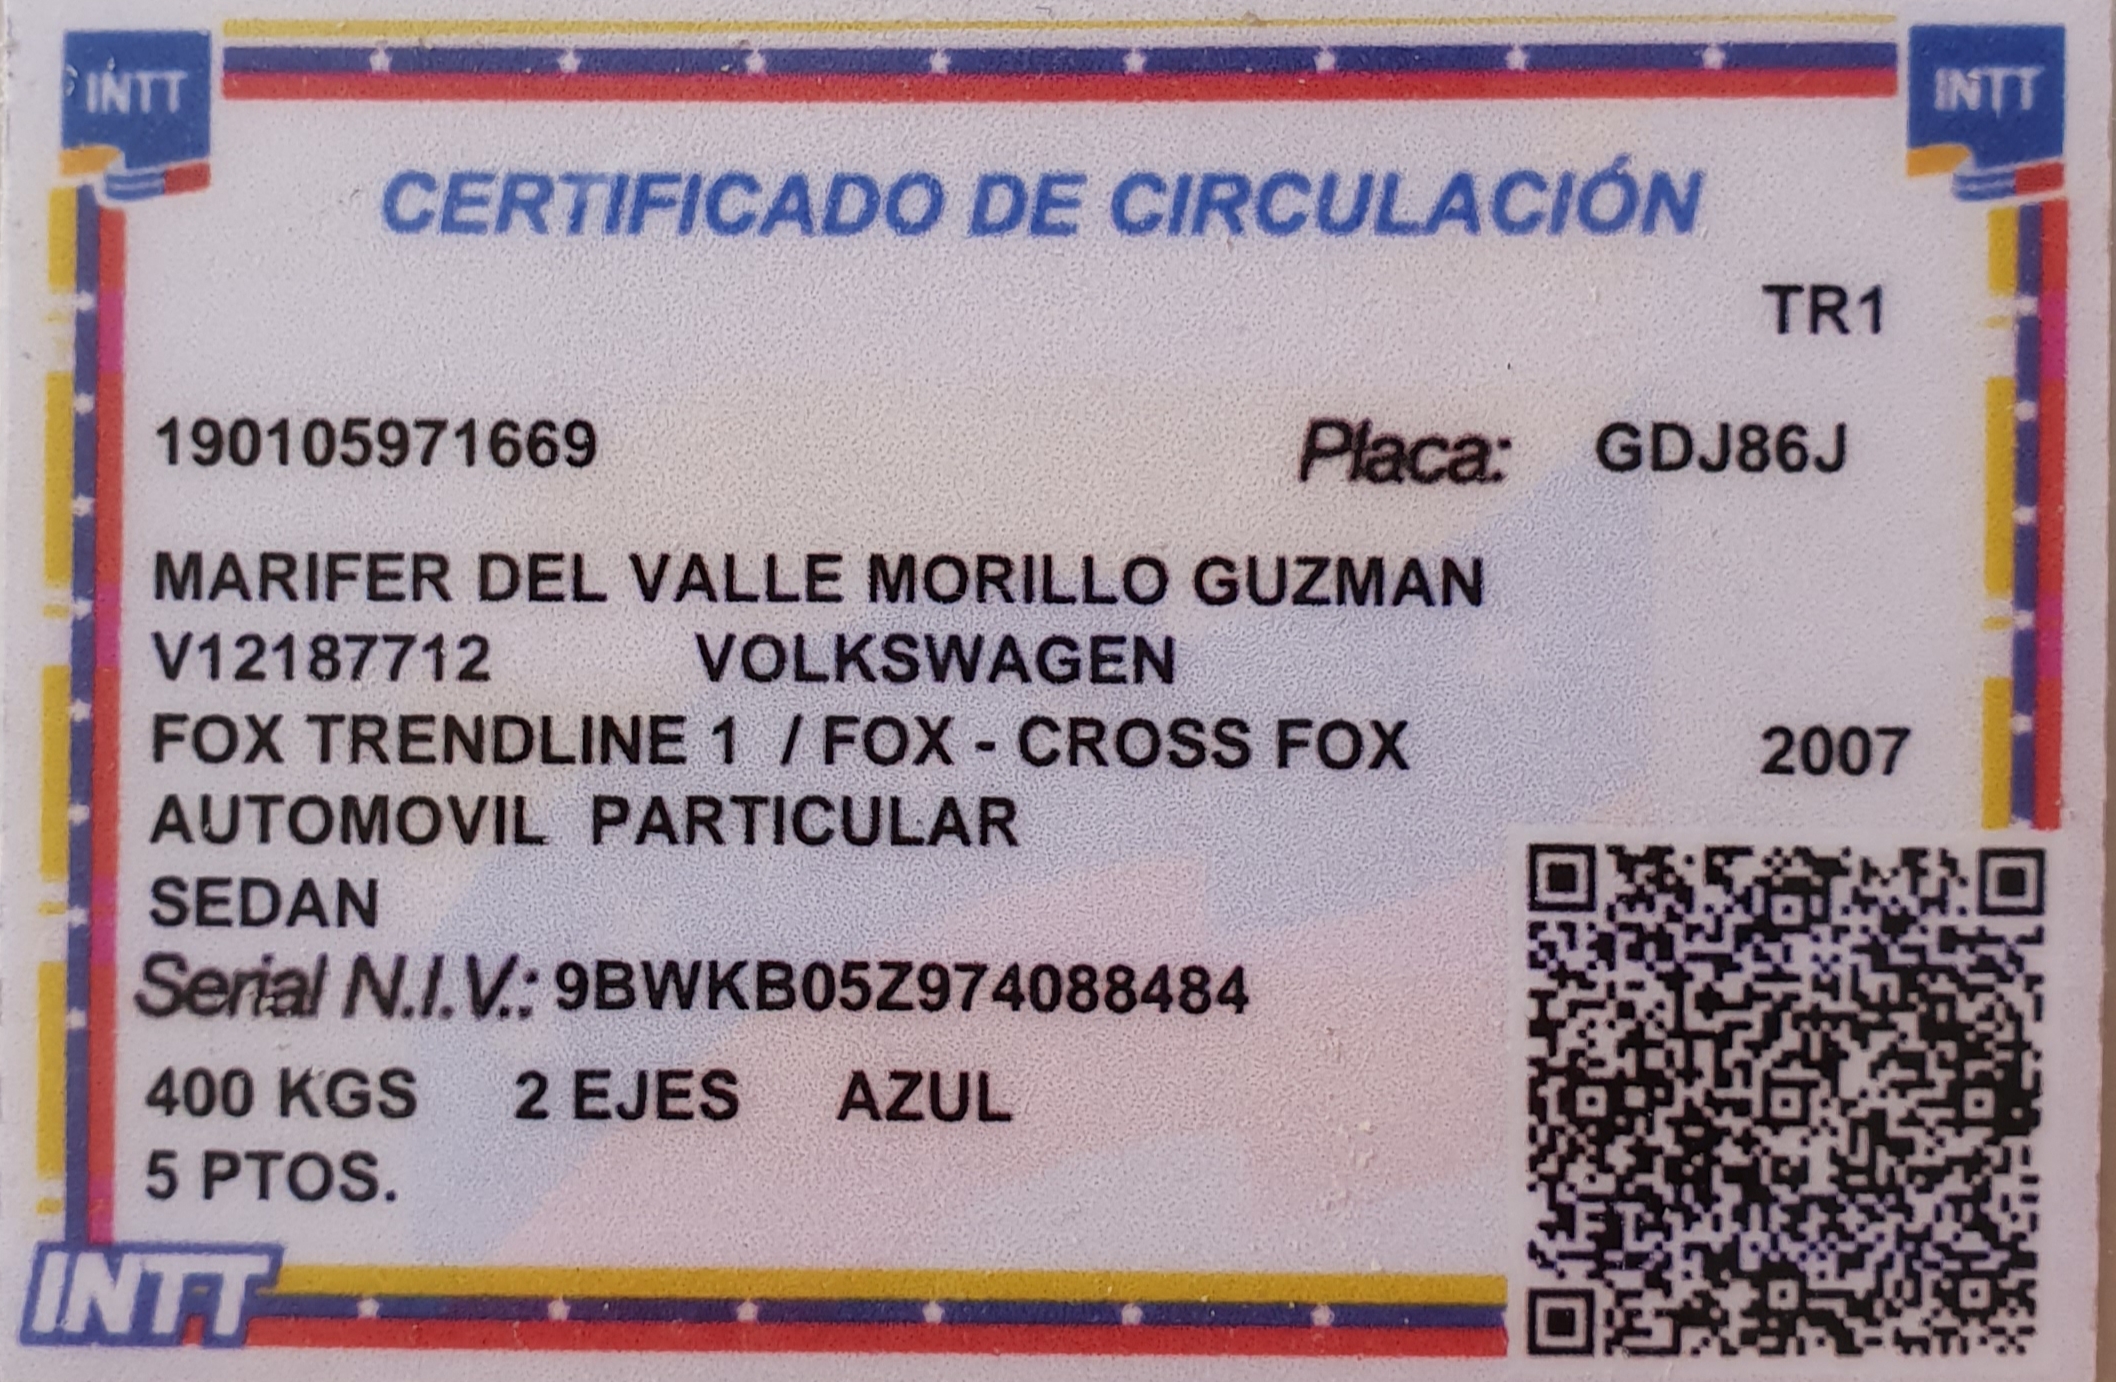 INTT
INTT
CERTIFICADO DE CIRCULACIÓN
TR1
190105971669 Placa: GDJ86J
MARIFER DEL VALLE MORILLO GUZMAN
V12187712 VOLKSWAGEN
FOX TRENDLINE 1 / FOX - CROSS FOX 2007
AUTOMOVIL PARTICULAR
SEDAN
Serial N.I.V.: 9BWKB05Z974088484
400 KGS 2 EJES AZUL
5 PTOS.
INTT